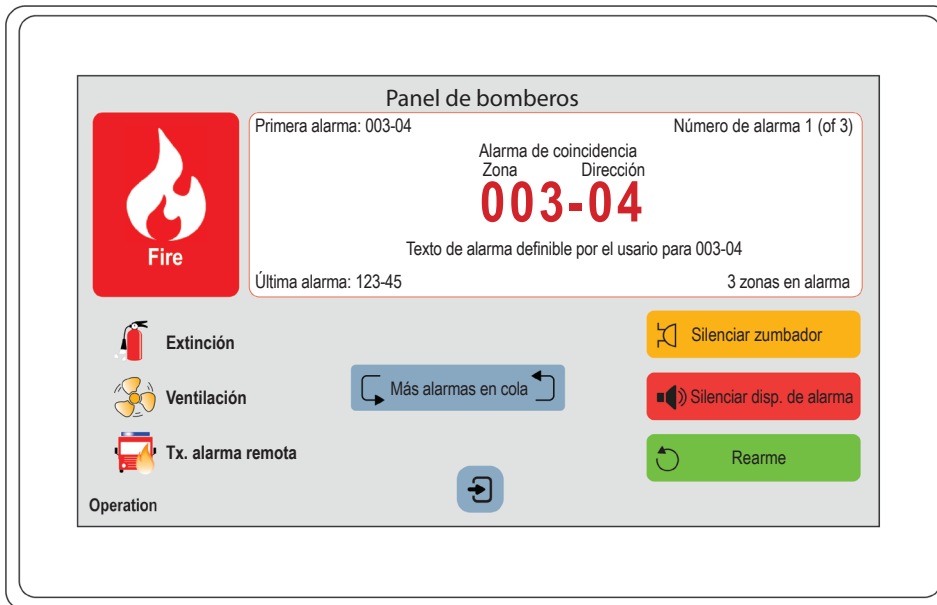 Panel de bomberos
Fire
Primera alarma: 003-04
Número de alarma 1 (of 3)
Alarma de coincidencia
Zona Dirección
003-04
Texto de alarma definible por el usario para 003-04
Última alarma: 123-45
3 zonas en alarma
Extinción
Ventilación
Tx. alarma remota
Operation
Más alarmas en cola
Silenciar zumbador
Silenciar disp. de alarma
Rearme